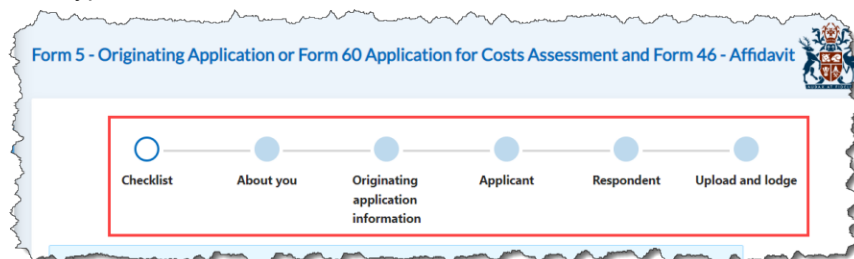 Form 5 - Originating Application or Form 60 Application for Costs Assessment and Form 46 - Affidavit
Checklist
About you
Originating
application
information
Applicant
Respondent
Upload and lodge